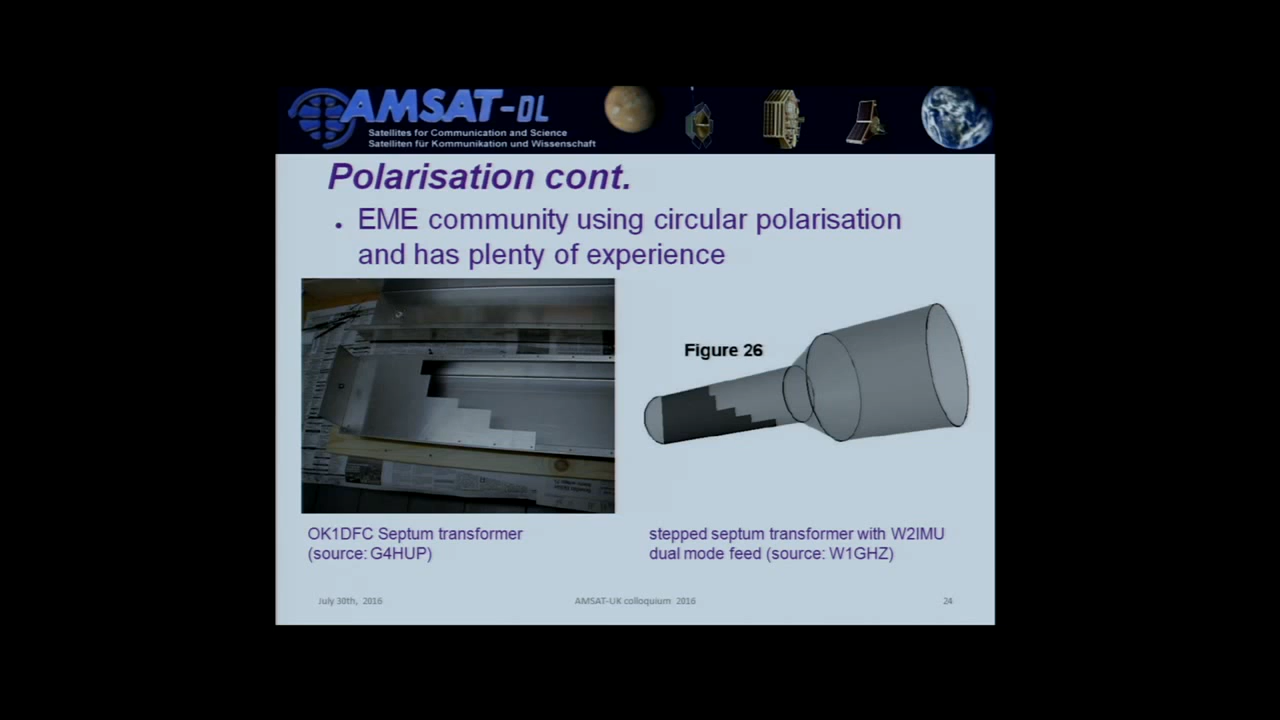 AMSAT-DL
Satellites for Communication and Science
Satelliten für Kommunikation und Wissenschaft
Polarisation cont.
• EME community using circular polarisation
and has plenty of experience
Figure 26
OK1DFC Septum transformer
(source: G4HUP)
stepped septum transformer with W2IMU
dual mode feed (source: W1GHZ)
July 30th, 2016
AMSAT-UK colloquium 2016
24